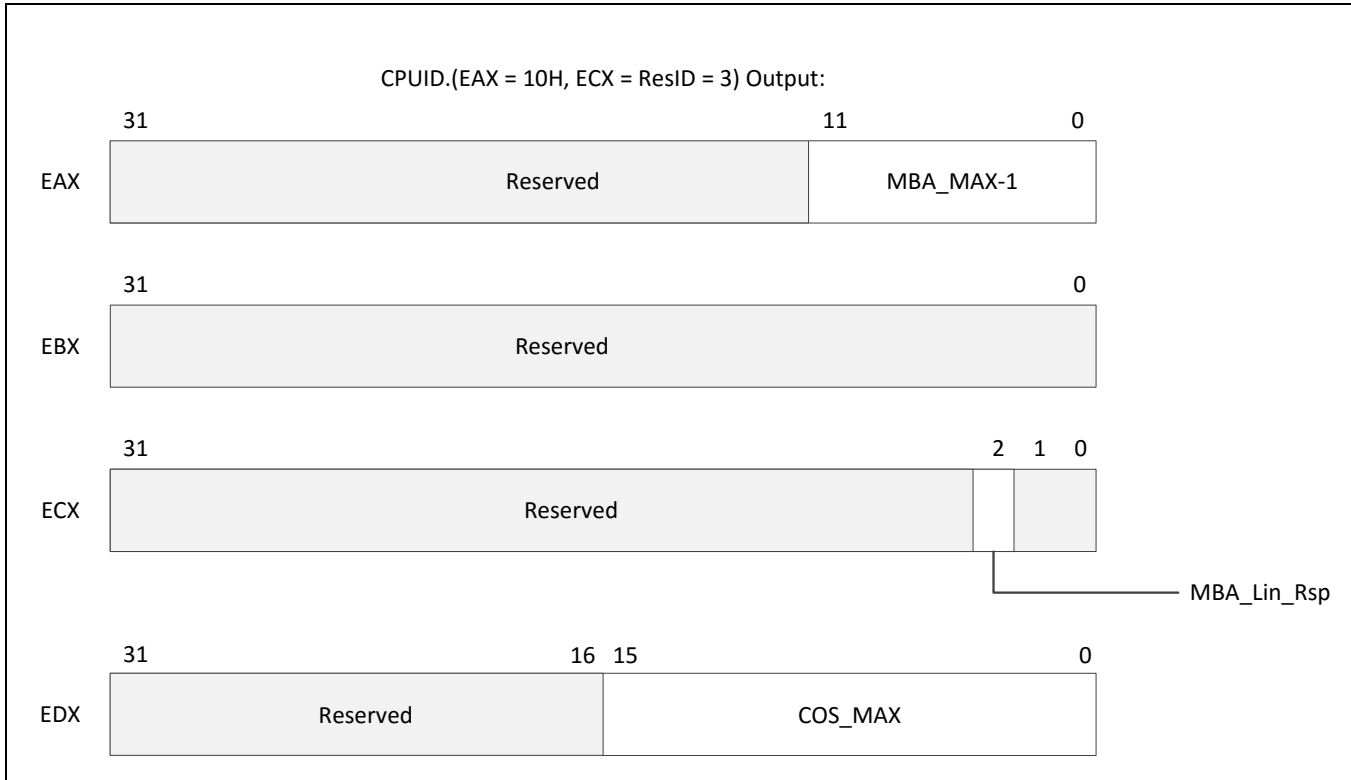 CPUID.(EAX = 10H, ECX = ResID = 3) Output:
31 11 0
EAX Reserved MBA_MAX-1
31 0
EBX Reserved
31 2 1 0
ECX Reserved
MBA_Lin_Rsp
31 16 15 0
EDX Reserved COS_MAX